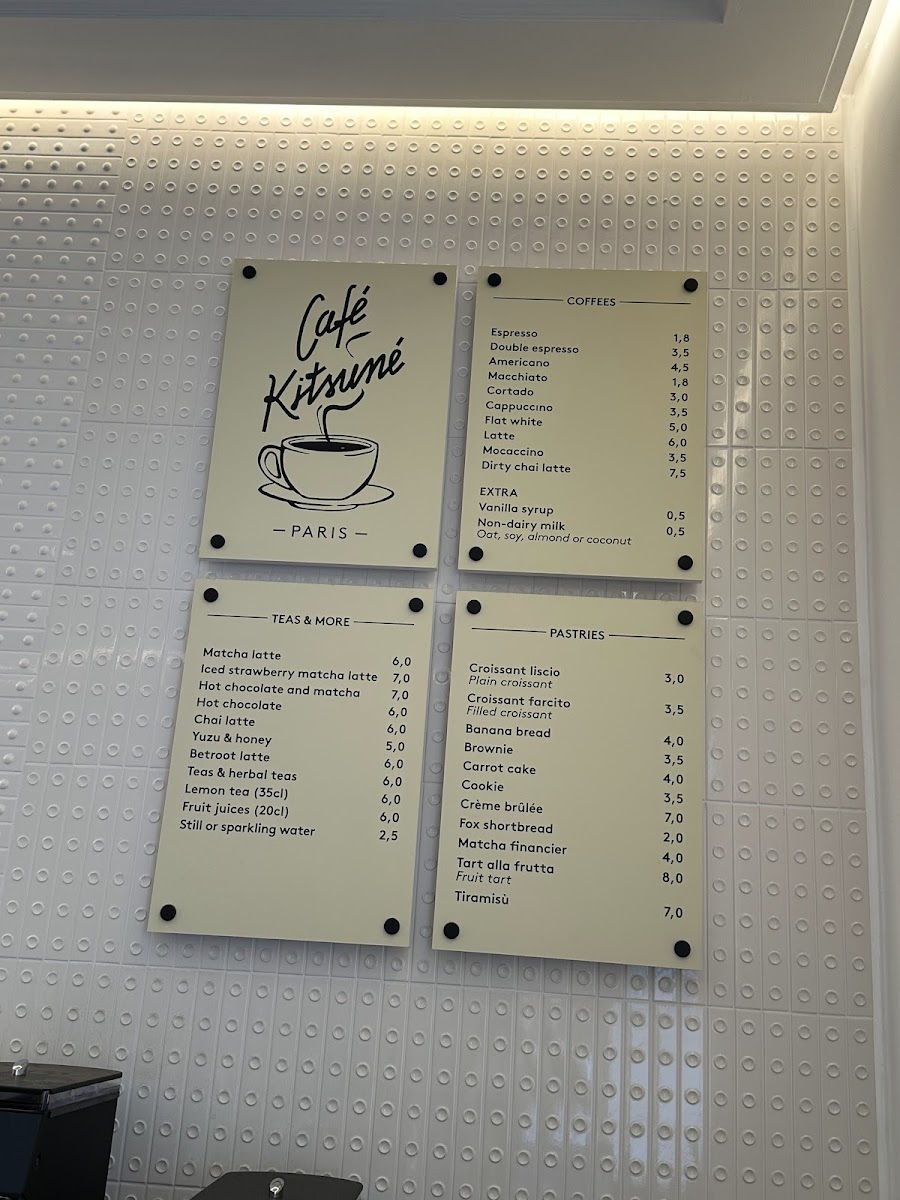 Café
Kitsuné
PARIS
COFFEES
Espresso 1,8
Double espresso 3,5
Americano 4,5
Macchiato 1,8
Cortado 3,0
Cappuccino 3,5
Flat white 5,0
Latte 6,0
Mocaccino 3,5
Dirty chai latte 7,5
EXTRA
Vanilla syrup 0,5
Non-dairy milk 0,5
Oat, soy, almond or coconut
TEAS & MORE
Matcha latte 6,0
Iced strawberry matcha latte 7,0
Hot chocolate and matcha 7,0
Hot chocolate 6,0
Chai latte 6,0
Yuzu & honey 5,0
Betroot latte 6,0
Teas & herbal teas 6,0
Lemon tea (35cl) 6,0
Fruit juices (20cl) 6,0
Still or sparkling water 2,5
PASTRIES
Croissant liscio 3,0
Plain croissant
Croissant farcito 3,5
Filled croissant
Banana bread 4,0
Brownie 3,5
Carrot cake 4,0
Cookie 3,5
Crème brûlée 7,0
Fox shortbread 2,0
Matcha financier 4,0
Tart alla frutta 8,0
Fruit tart
Tiramisù 7,0